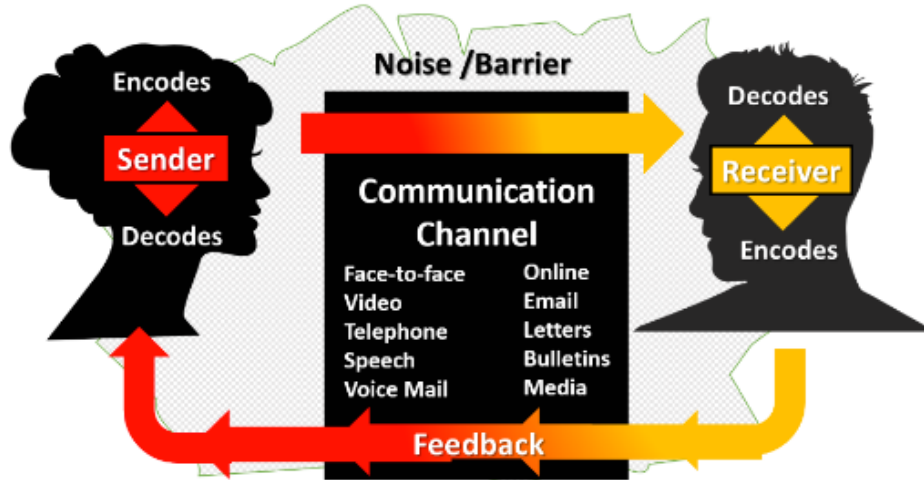 Noise /Barrier
Encodes
Sender
Decodes
Decodes
Receiver
Encodes
Communication
Channel
Face-to-face
Video
Telephone
Speech
Voice Mail
Online
Email
Letters
Bulletins
Media
Feedback